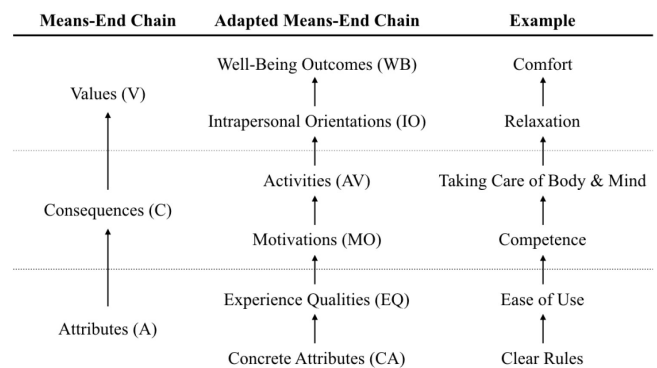 Means-End Chain Adapted Means-End Chain Example
Well-Being Outcomes (WB) Comfort
Values (V)
Intrapersonal Orientations (IO) Relaxation
Activities (AV) Taking Care of Body & Mind
Consequences (C)
Motivations (MO) Competence
Experience Qualities (EQ) Ease of Use
Attributes (A)
Concrete Attributes (CA) Clear Rules